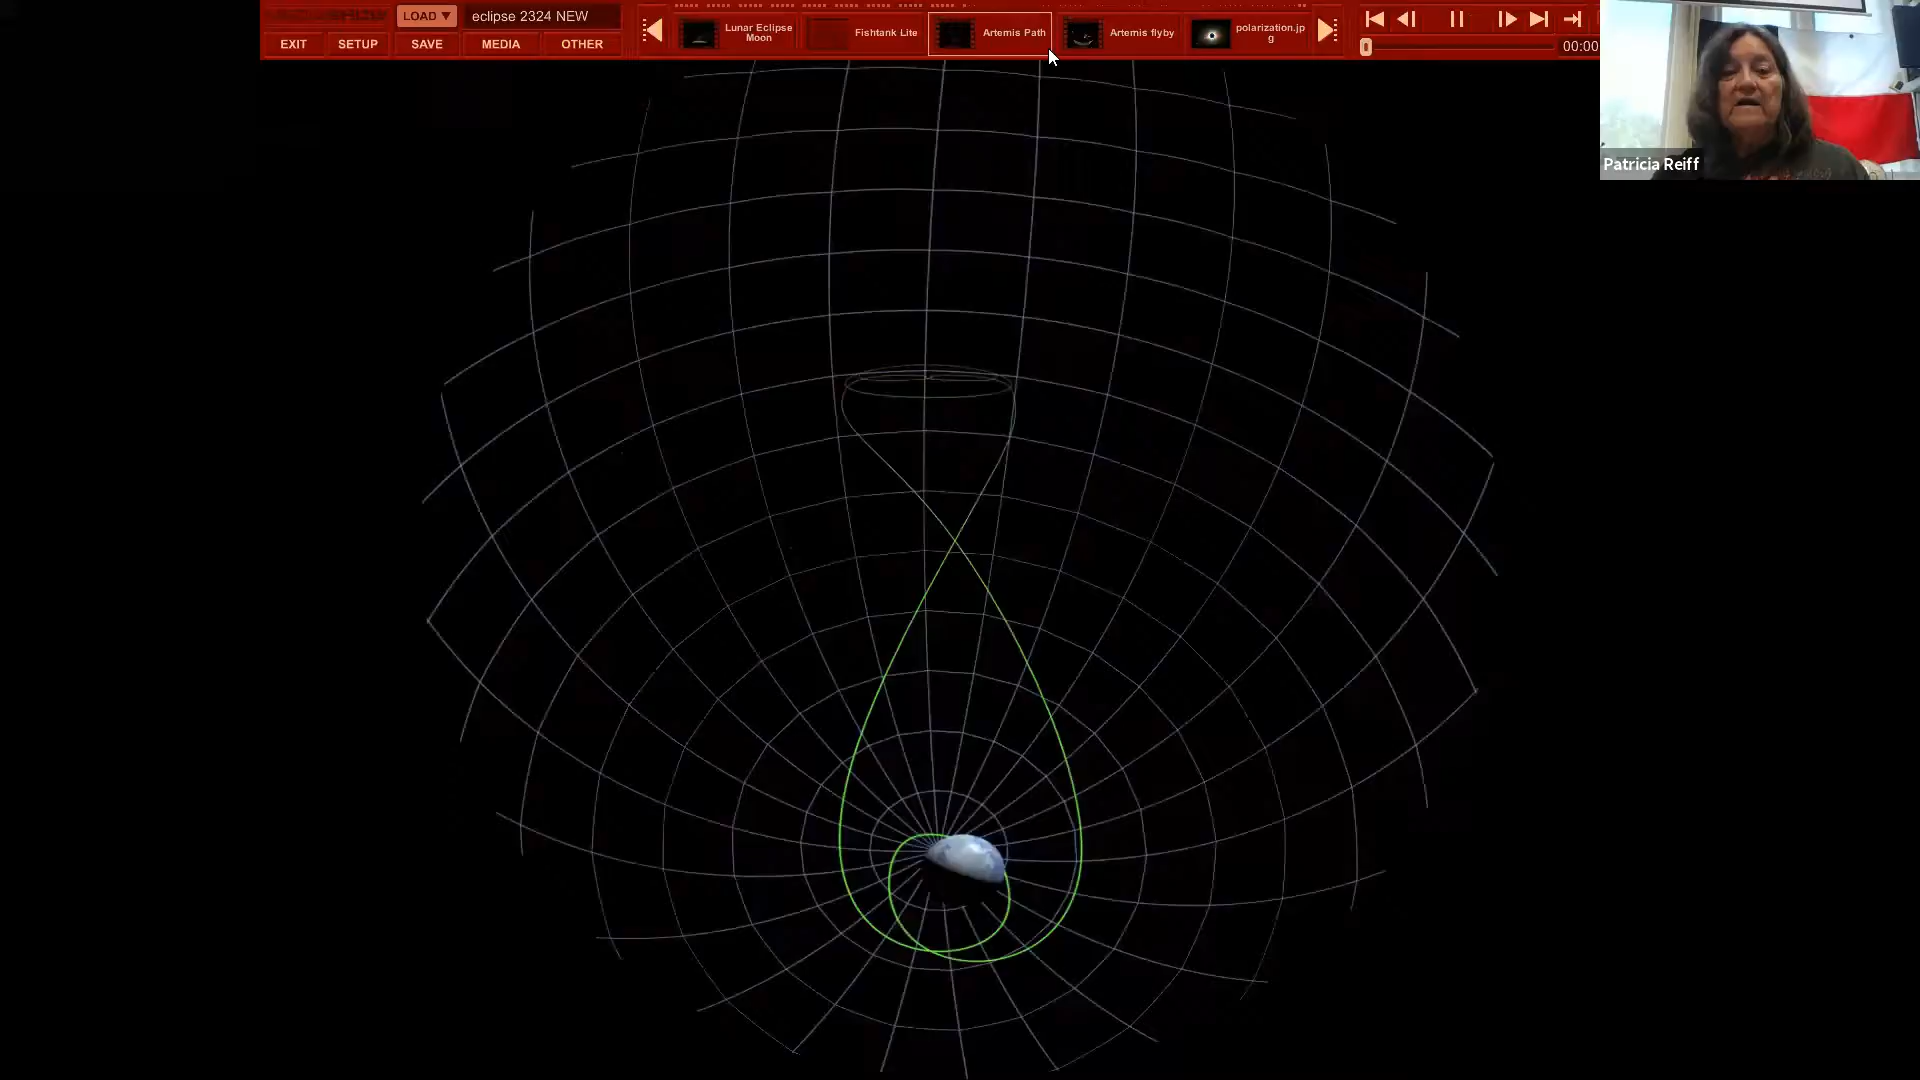 LOAD ▼
eclipse 2324 NEW
EXIT
SETUP
SAVE
MEDIA
OTHER
Lunar Eclipse
Moon
Fishtank Lite
Artemis Path
Artemis flyby
polarization.jp
g
00:00
Patricia Reiff